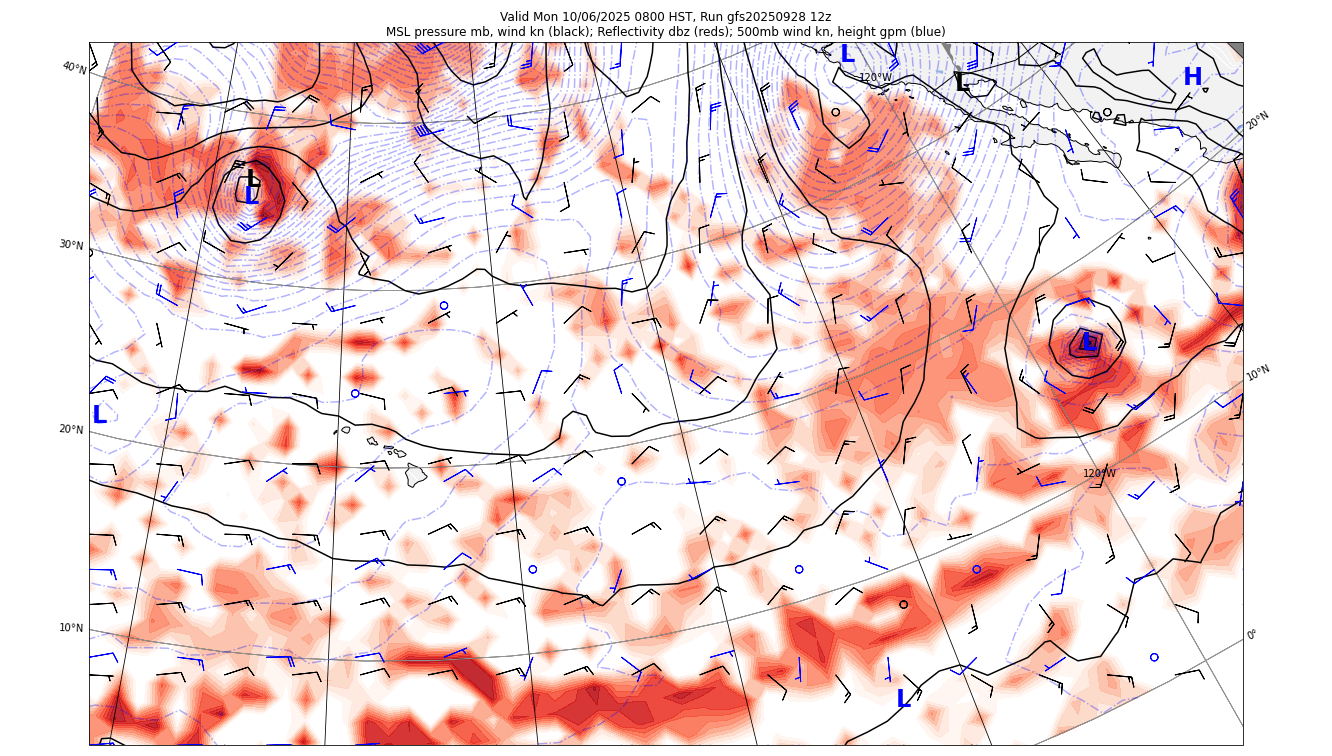 Valid Mon 10/06/2025 0800 HST, Run gfs20250928 12z
MSL pressure mb, wind kn (black); Reflectivity dbz (reds); 500mb wind kn, height gpm (blue)
40°N
L
120°W
L
H
20°N
L
L
30°N
L
10°N
L
20°N
120°W
10°N
0°
L